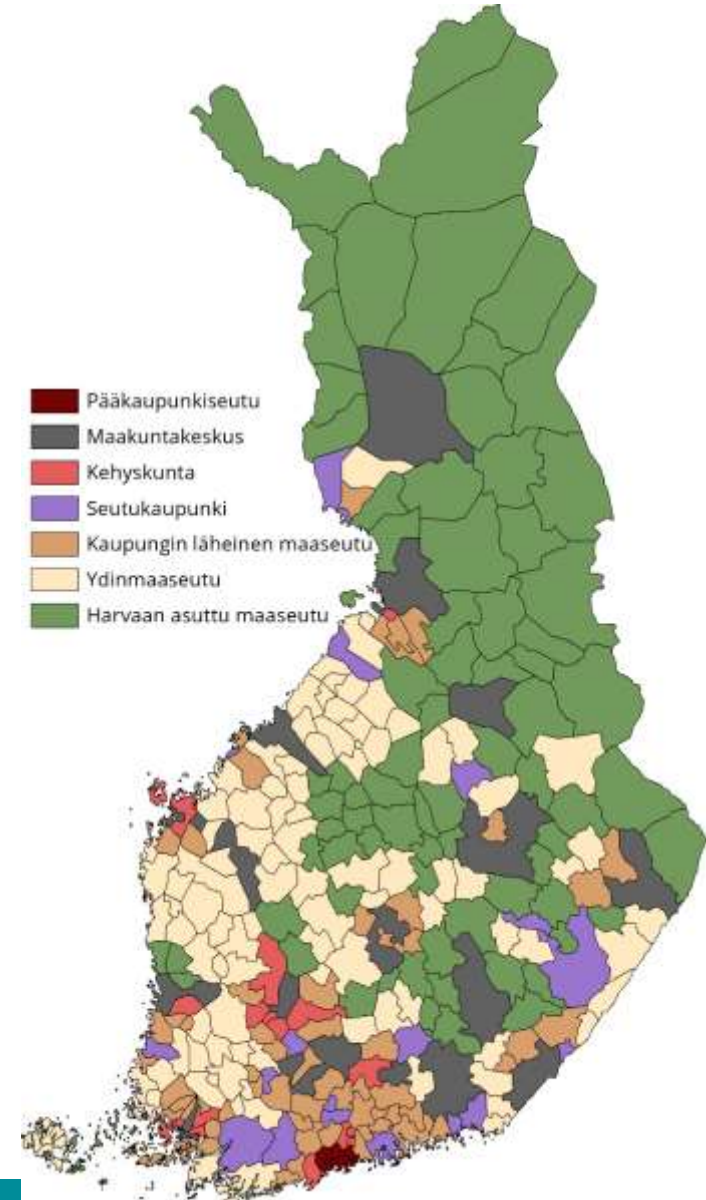 Pääkaupunkiseutu
Maakuntakeskus
Kehyskunta
Seutukaupunki
Kaupungin läheinen maaseutu
Ydinmaaseutu
Harvaan asuttu maaseutu